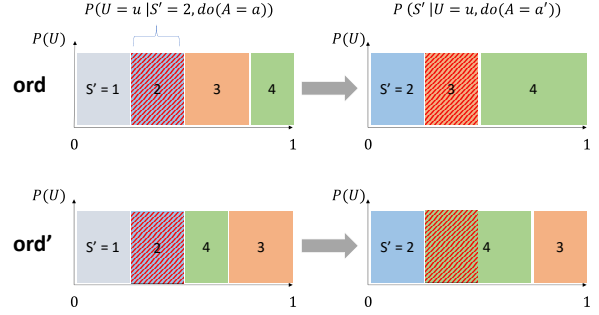 P(U = u |S′ = 2, do(A = a)) P (S′ |U = u, do(A = a′))
P(U) P(U)
ord S′ = 1 2 3 4 S′ = 2 3 4
0 1 0 1
P(U) P(U)
ord’ S′ = 1 2 4 3 S′ = 2 4 3
0 1 0 1